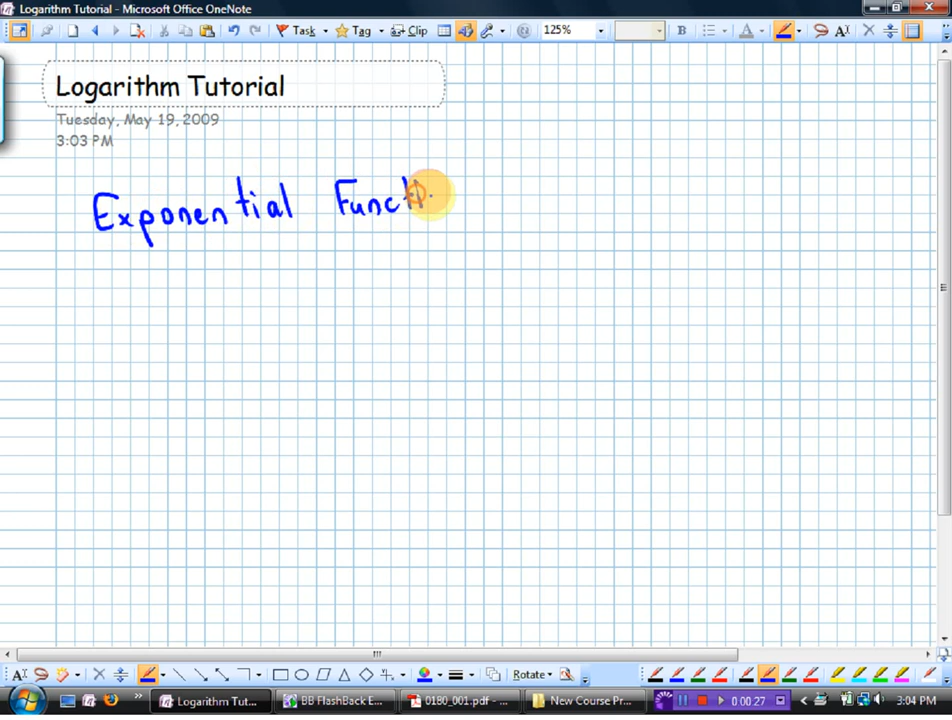 Logarithm Tutorial - Microsoft Office OneNote
Task Tag Clip 125% B A
Logarithm Tutorial
Tuesday, May 19, 2009
3:03 PM
Exponential Functi
Rotate
Logarithm Tut... BB FlashBack E... 0180_001.pdf - ... New Course Pr... 0:00:27 3:04 PM